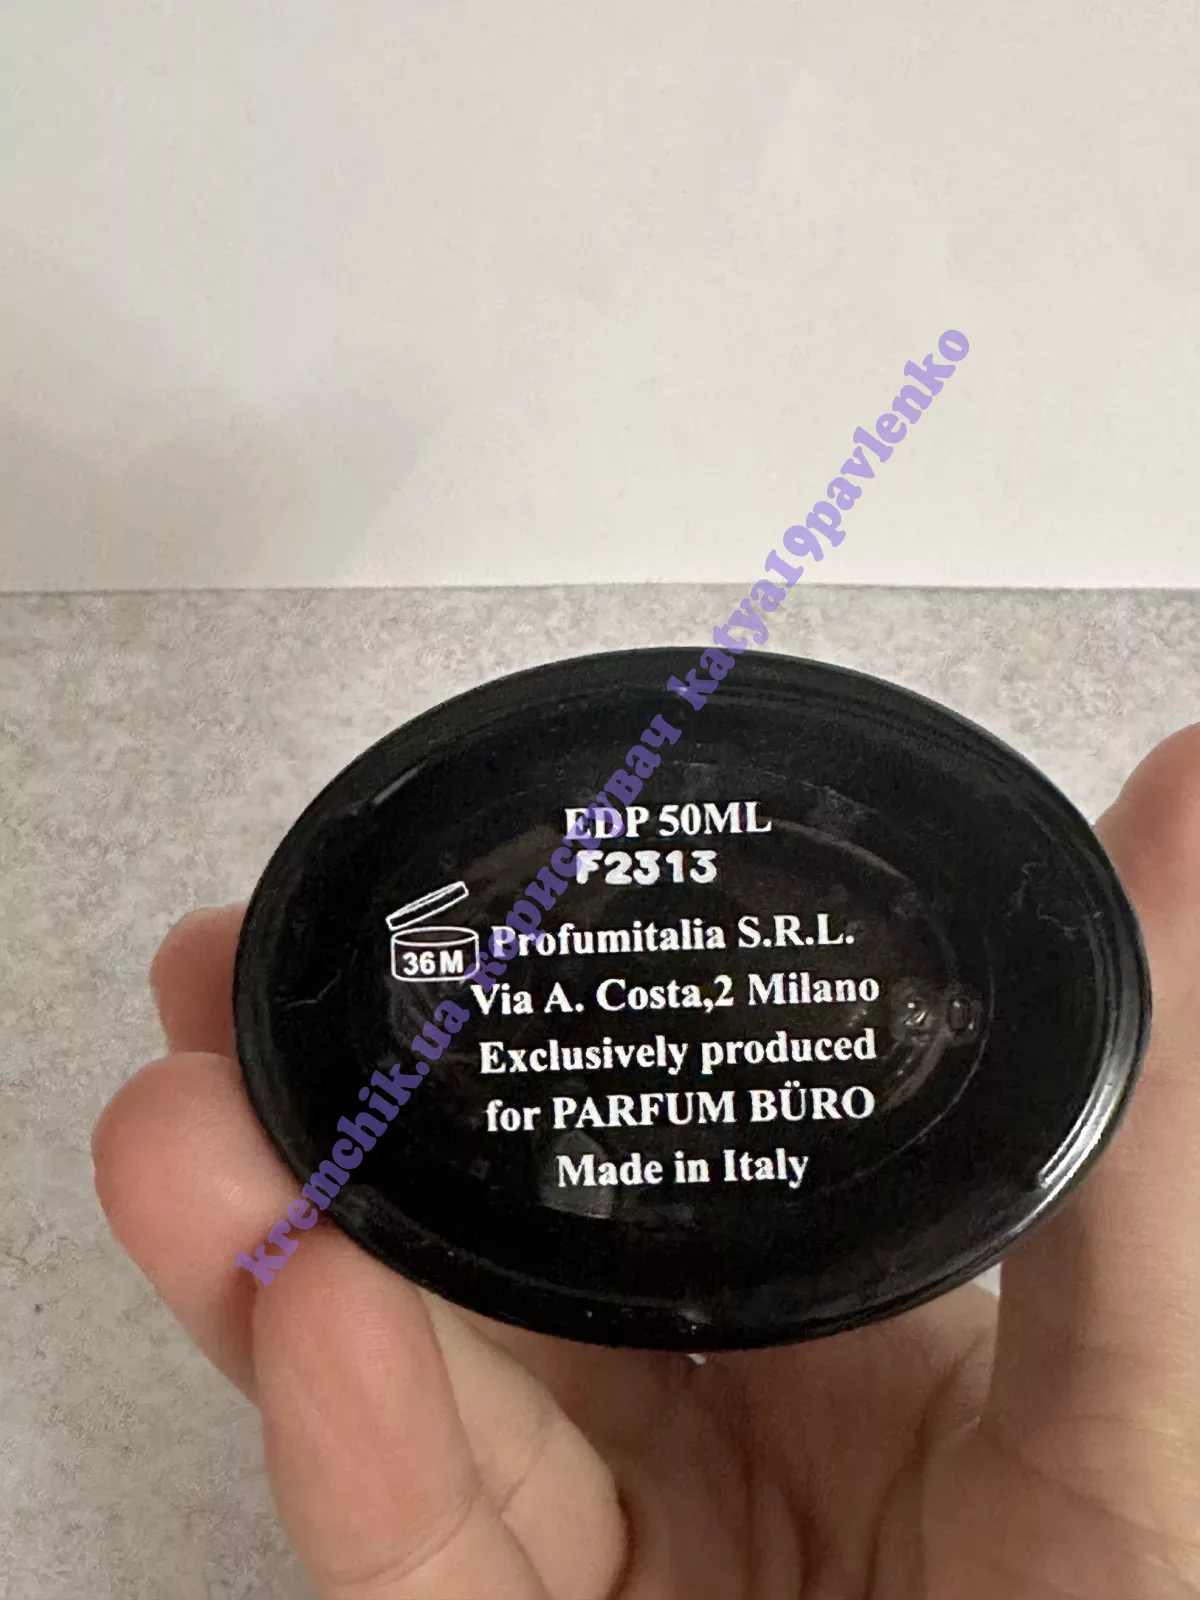 EDP 50ML
F2313
36M
Profumitalia S.R.L.
Via A. Costa,2 Milano
Exclusively produced
for PARFUM BÜRO
Made in Italy
kremchik.ua користувач katya19pavlenko